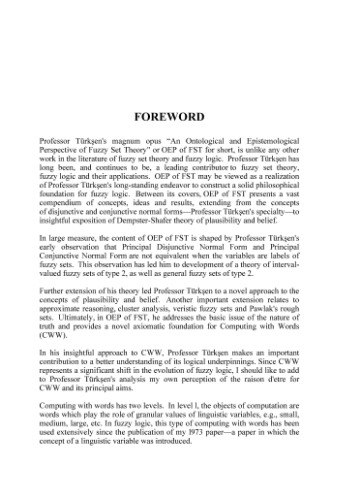 FOREWORD
Professor Türkşen's magnum opus “An Ontological and Epistemological
Perspective of Fuzzy Set Theory” or OEP of FST for short, is unlike any other
work in the literature of fuzzy set theory and fuzzy logic. Professor Türkşen has
long been, and continues to be, a leading contributor to fuzzy set theory,
fuzzy logic and their applications. OEP of FST may be viewed as a realization
of Professor Türkşen's long-standing endeavor to construct a solid philosophical
foundation for fuzzy logic. Between its covers, OEP of FST presents a vast
compendium of concepts, ideas and results, extending from the concepts
of disjunctive and conjunctive normal forms—Professor Türkşen's specialty—to
insightful exposition of Dempster-Shafer theory of plausibility and belief.
In large measure, the content of OEP of FST is shaped by Professor Türkşen's
early observation that Principal Disjunctive Normal Form and Principal
Conjunctive Normal Form are not equivalent when the variables are labels of
fuzzy sets. This observation has led him to development of a theory of interval-
valued fuzzy sets of type 2, as well as general fuzzy sets of type 2.
Further extension of his theory led Professor Türkşen to a novel approach to the
concepts of plausibility and belief. Another important extension relates to
approximate reasoning, cluster analysis, veristic fuzzy sets and Pawlak's rough
sets. Ultimately, in OEP of FST, he addresses the basic issue of the nature of
truth and provides a novel axiomatic foundation for Computing with Words
(CWW).
In his insightful approach to CWW, Professor Türkşen makes an important
contribution to a better understanding of its logical underpinnings. Since CWW
represents a significant shift in the evolution of fuzzy logic, I should like to add
to Professor Türkşen's analysis my own perception of the raison d'etre for
CWW and its principal aims.
Computing with words has two levels. In level l, the objects of computation are
words which play the role of granular values of linguistic variables, e.g., small,
medium, large, etc. In fuzzy logic, this type of computing with words has been
used extensively since the publication of my l973 paper—a paper in which the
concept of a linguistic variable was introduced.